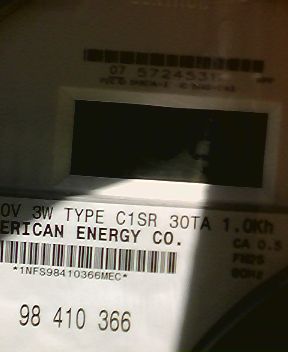 07 5724531
0V 3W TYPE C1SR 30TA 1.0Kh
ERICAN ENERGY CO.
CA 0.5
*1NFS98410366MEC*
60Hz
98 410 366